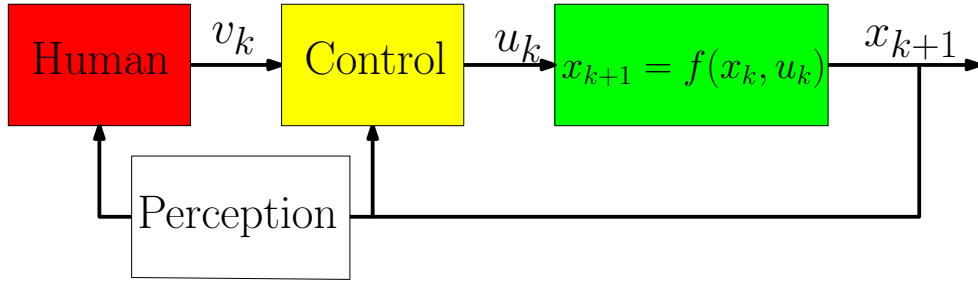 Human
v_k
Control
u_k
x_{k+1} = f(x_k, u_k)
x_{k+1}
Perception